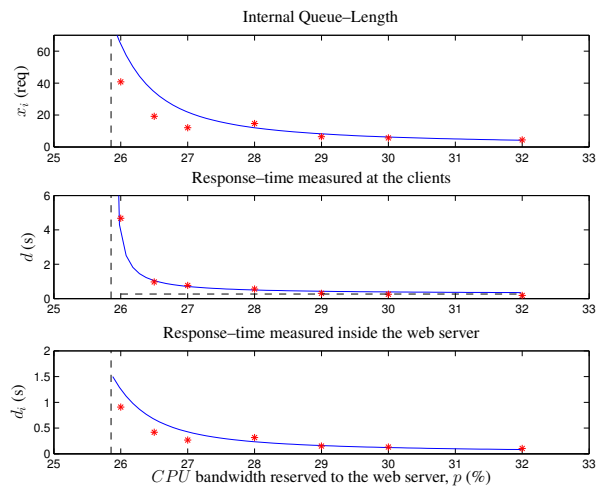 Internal Queue–Length
60
40
20
0
x_i (req)
25 26 27 28 29 30 31 32 33
Response–time measured at the clients
6
4
2
0
d (s)
25 26 27 28 29 30 31 32 33
Response–time measured inside the web server
2
1.5
1
0.5
0
d_i (s)
25 26 27 28 29 30 31 32 33
CPU bandwidth reserved to the web server, p (%)